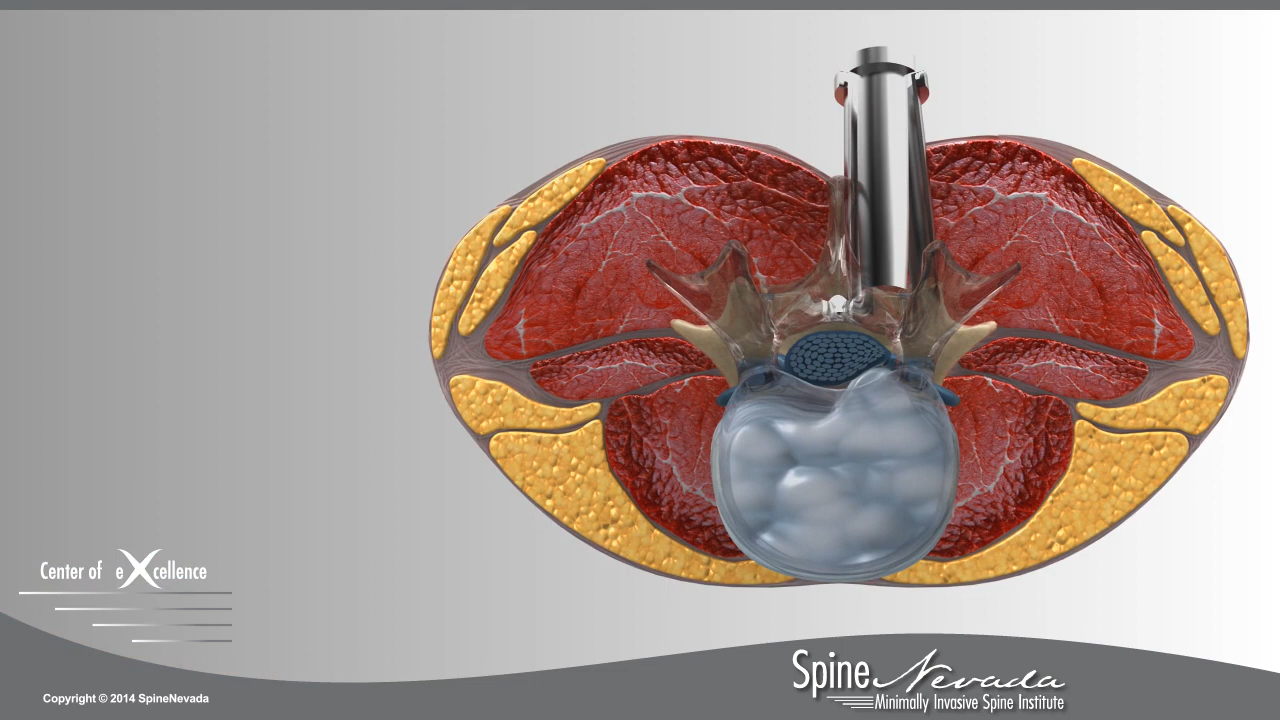 Center of eXcellence
Copyright © 2014 SpineNevada
Spine Nevada
Minimally Invasive Spine Institute